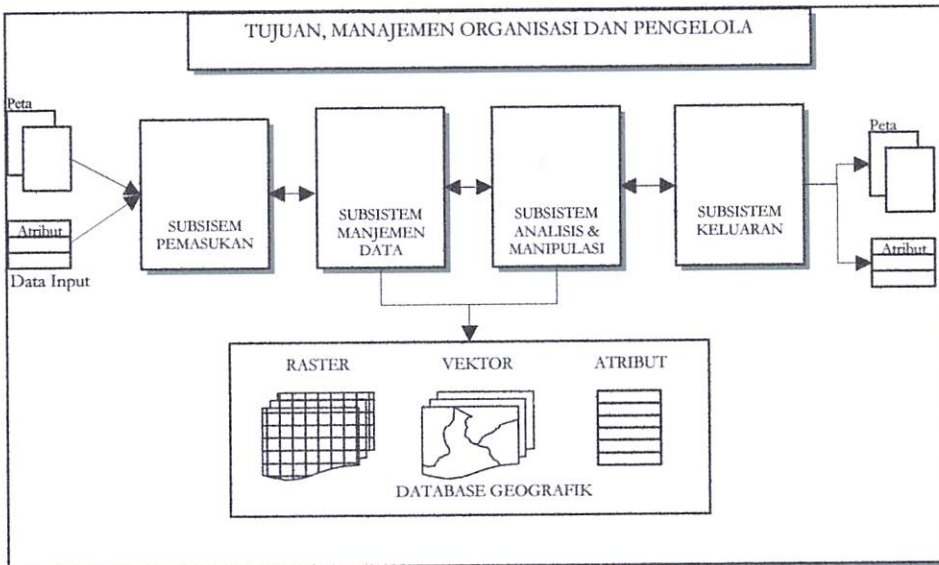 TUJUAN, MANAJEMEN ORGANISASI DAN PENGELOLA
Peta
Atribut
Data Input
SUBSISEM
PEMASUKAN
SUBSISTEM
MANJEMEN
DATA
SUBSISTEM
ANALISIS &
MANIPULASI
SUBSISTEM
KELUARAN
Peta
Atribut
RASTER
VEKTOR
ATRIBUT
DATABASE GEOGRAFIK